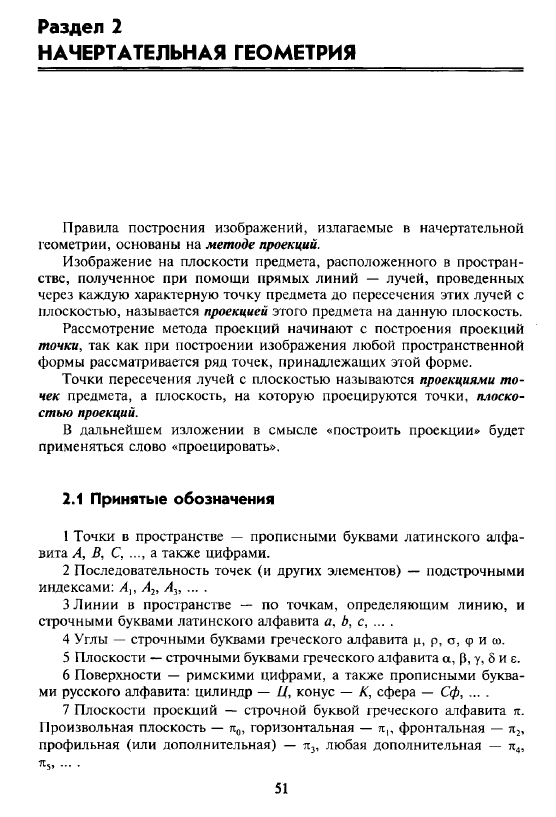 Раздел 2
НАЧЕРТАТЕЛЬНАЯ ГЕОМЕТРИЯ
Правила построения изображений, излагаемые в начертательной
геометрии, основаны на методе проекций.
Изображение на плоскости предмета, расположенного в простран-
стве, полученное при помощи прямых линий — лучей, проведенных
через каждую характерную точку предмета до пересечения этих лучей с
плоскостью, называется проекцией этого предмета на данную плоскость.
Рассмотрение метода проекций начинают с построения проекций
точки, так как при построении изображения любой пространственной
формы рассматривается ряд точек, принадлежащих этой форме.
Точки пересечения лучей с плоскостью называются проекциями то-
чек предмета, а плоскость, на которую проецируются точки, плоско-
стью проекций.
В дальнейшем изложении в смысле «построить проекции» будет
применяться слово «проецировать».
2.1 Принятые обозначения
1 Точки в пространстве — прописными буквами латинского алфа-
вита A, B, C, ..., а также цифрами.
2 Последовательность точек (и других элементов) — подстрочными
индексами: A₁, A₂, A₃, ... .
3 Линии в пространстве — по точкам, определяющим линию, и
строчными буквами латинского алфавита a, b, c, ... .
4 Углы — строчными буквами греческого алфавита μ, ρ, σ, φ и ω.
5 Плоскости — строчными буквами греческого алфавита α, β, γ, δ и ε.
6 Поверхности — римскими цифрами, а также прописными буква-
ми русского алфавита: цилиндр — Ц, конус — К, сфера — Сф, ... .
7 Плоскости проекций — строчной буквой греческого алфавита π.
Произвольная плоскость — π₀, горизонтальная — π₁, фронтальная — π₂,
профильная (или дополнительная) — π₃, любая дополнительная — π₄,
π₅, ... .
51